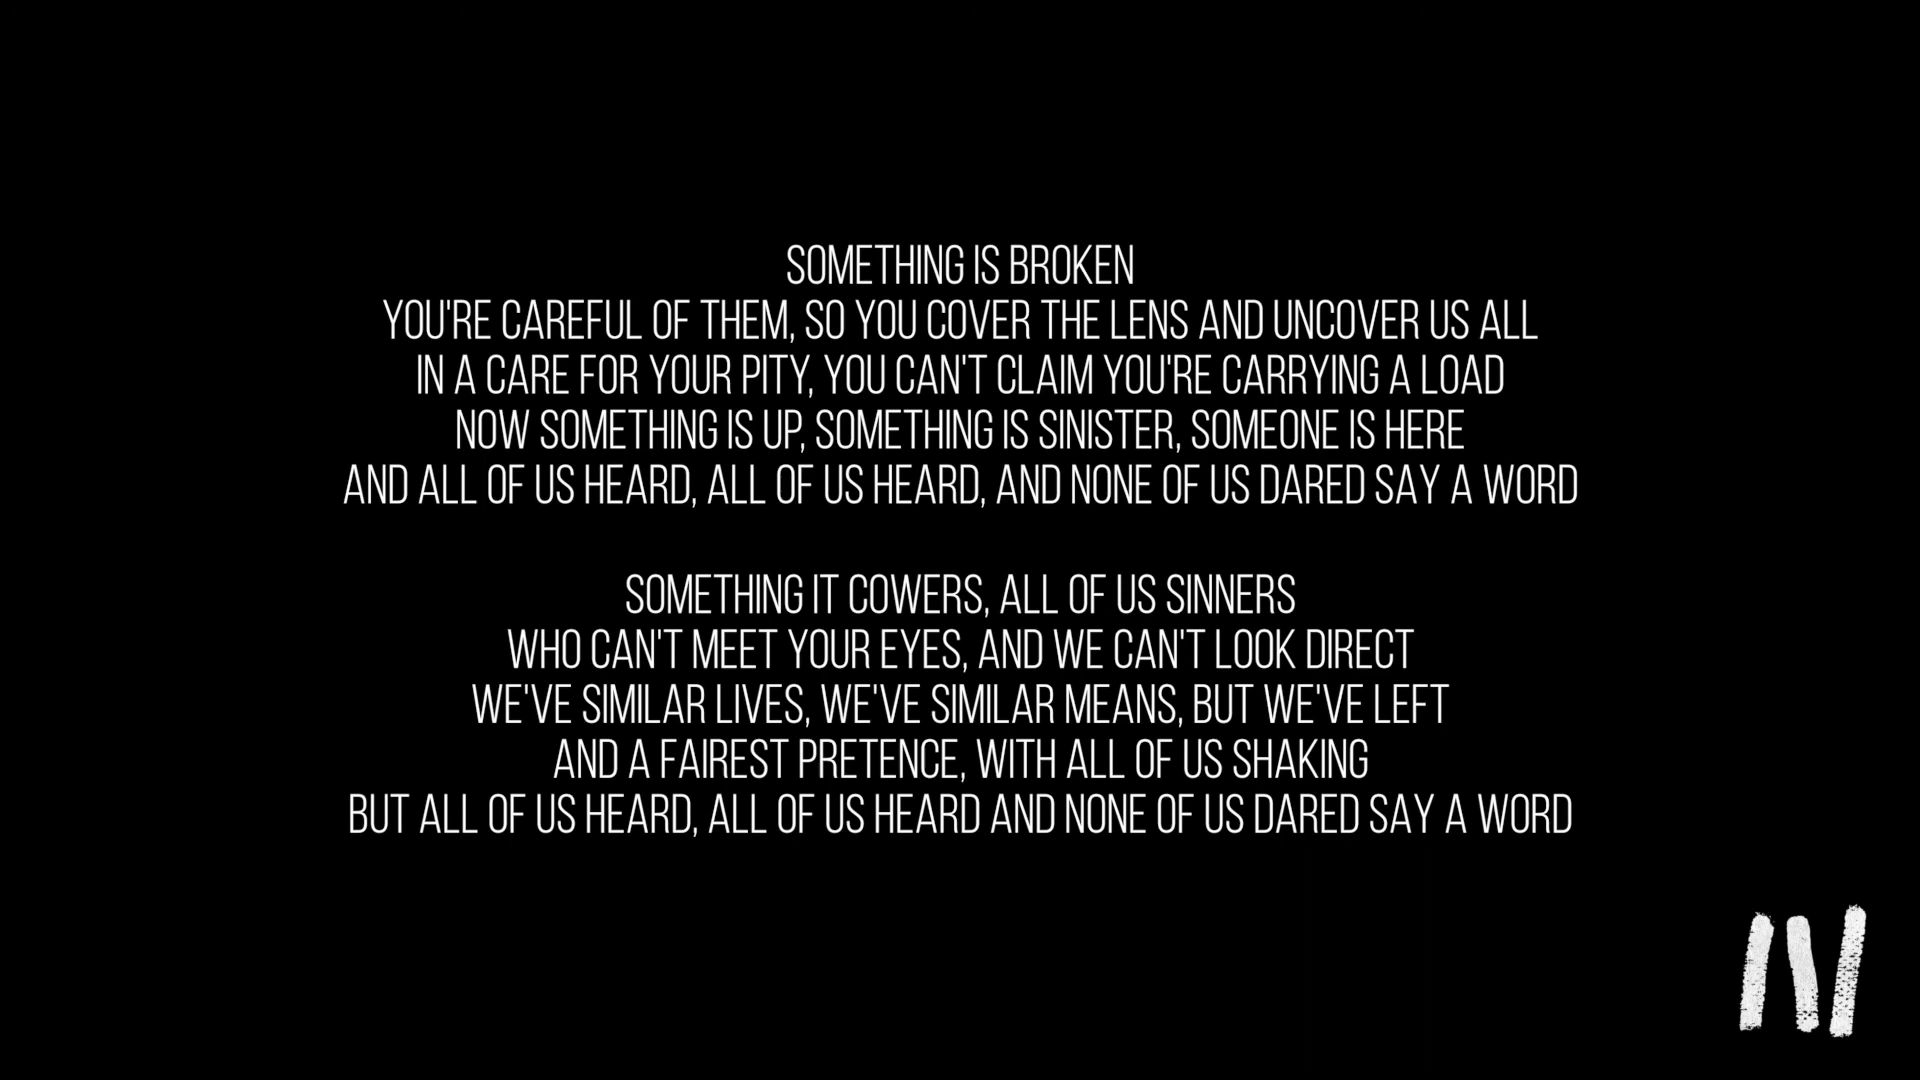 SOMETHING IS BROKEN
YOU'RE CAREFUL OF THEM, SO YOU COVER THE LENS AND UNCOVER US ALL
IN A CARE FOR YOUR PITY, YOU CAN'T CLAIM YOU'RE CARRYING A LOAD
NOW SOMETHING IS UP, SOMETHING IS SINISTER, SOMEONE IS HERE
AND ALL OF US HEARD, ALL OF US HEARD, AND NONE OF US DARED SAY A WORD
SOMETHING IT COWERS, ALL OF US SINNERS
WHO CAN'T MEET YOUR EYES, AND WE CAN'T LOOK DIRECT
WE'VE SIMILAR LIVES, WE'VE SIMILAR MEANS, BUT WE'VE LEFT
AND A FAIREST PRETENCE, WITH ALL OF US SHAKING
BUT ALL OF US HEARD, ALL OF US HEARD AND NONE OF US DARED SAY A WORD